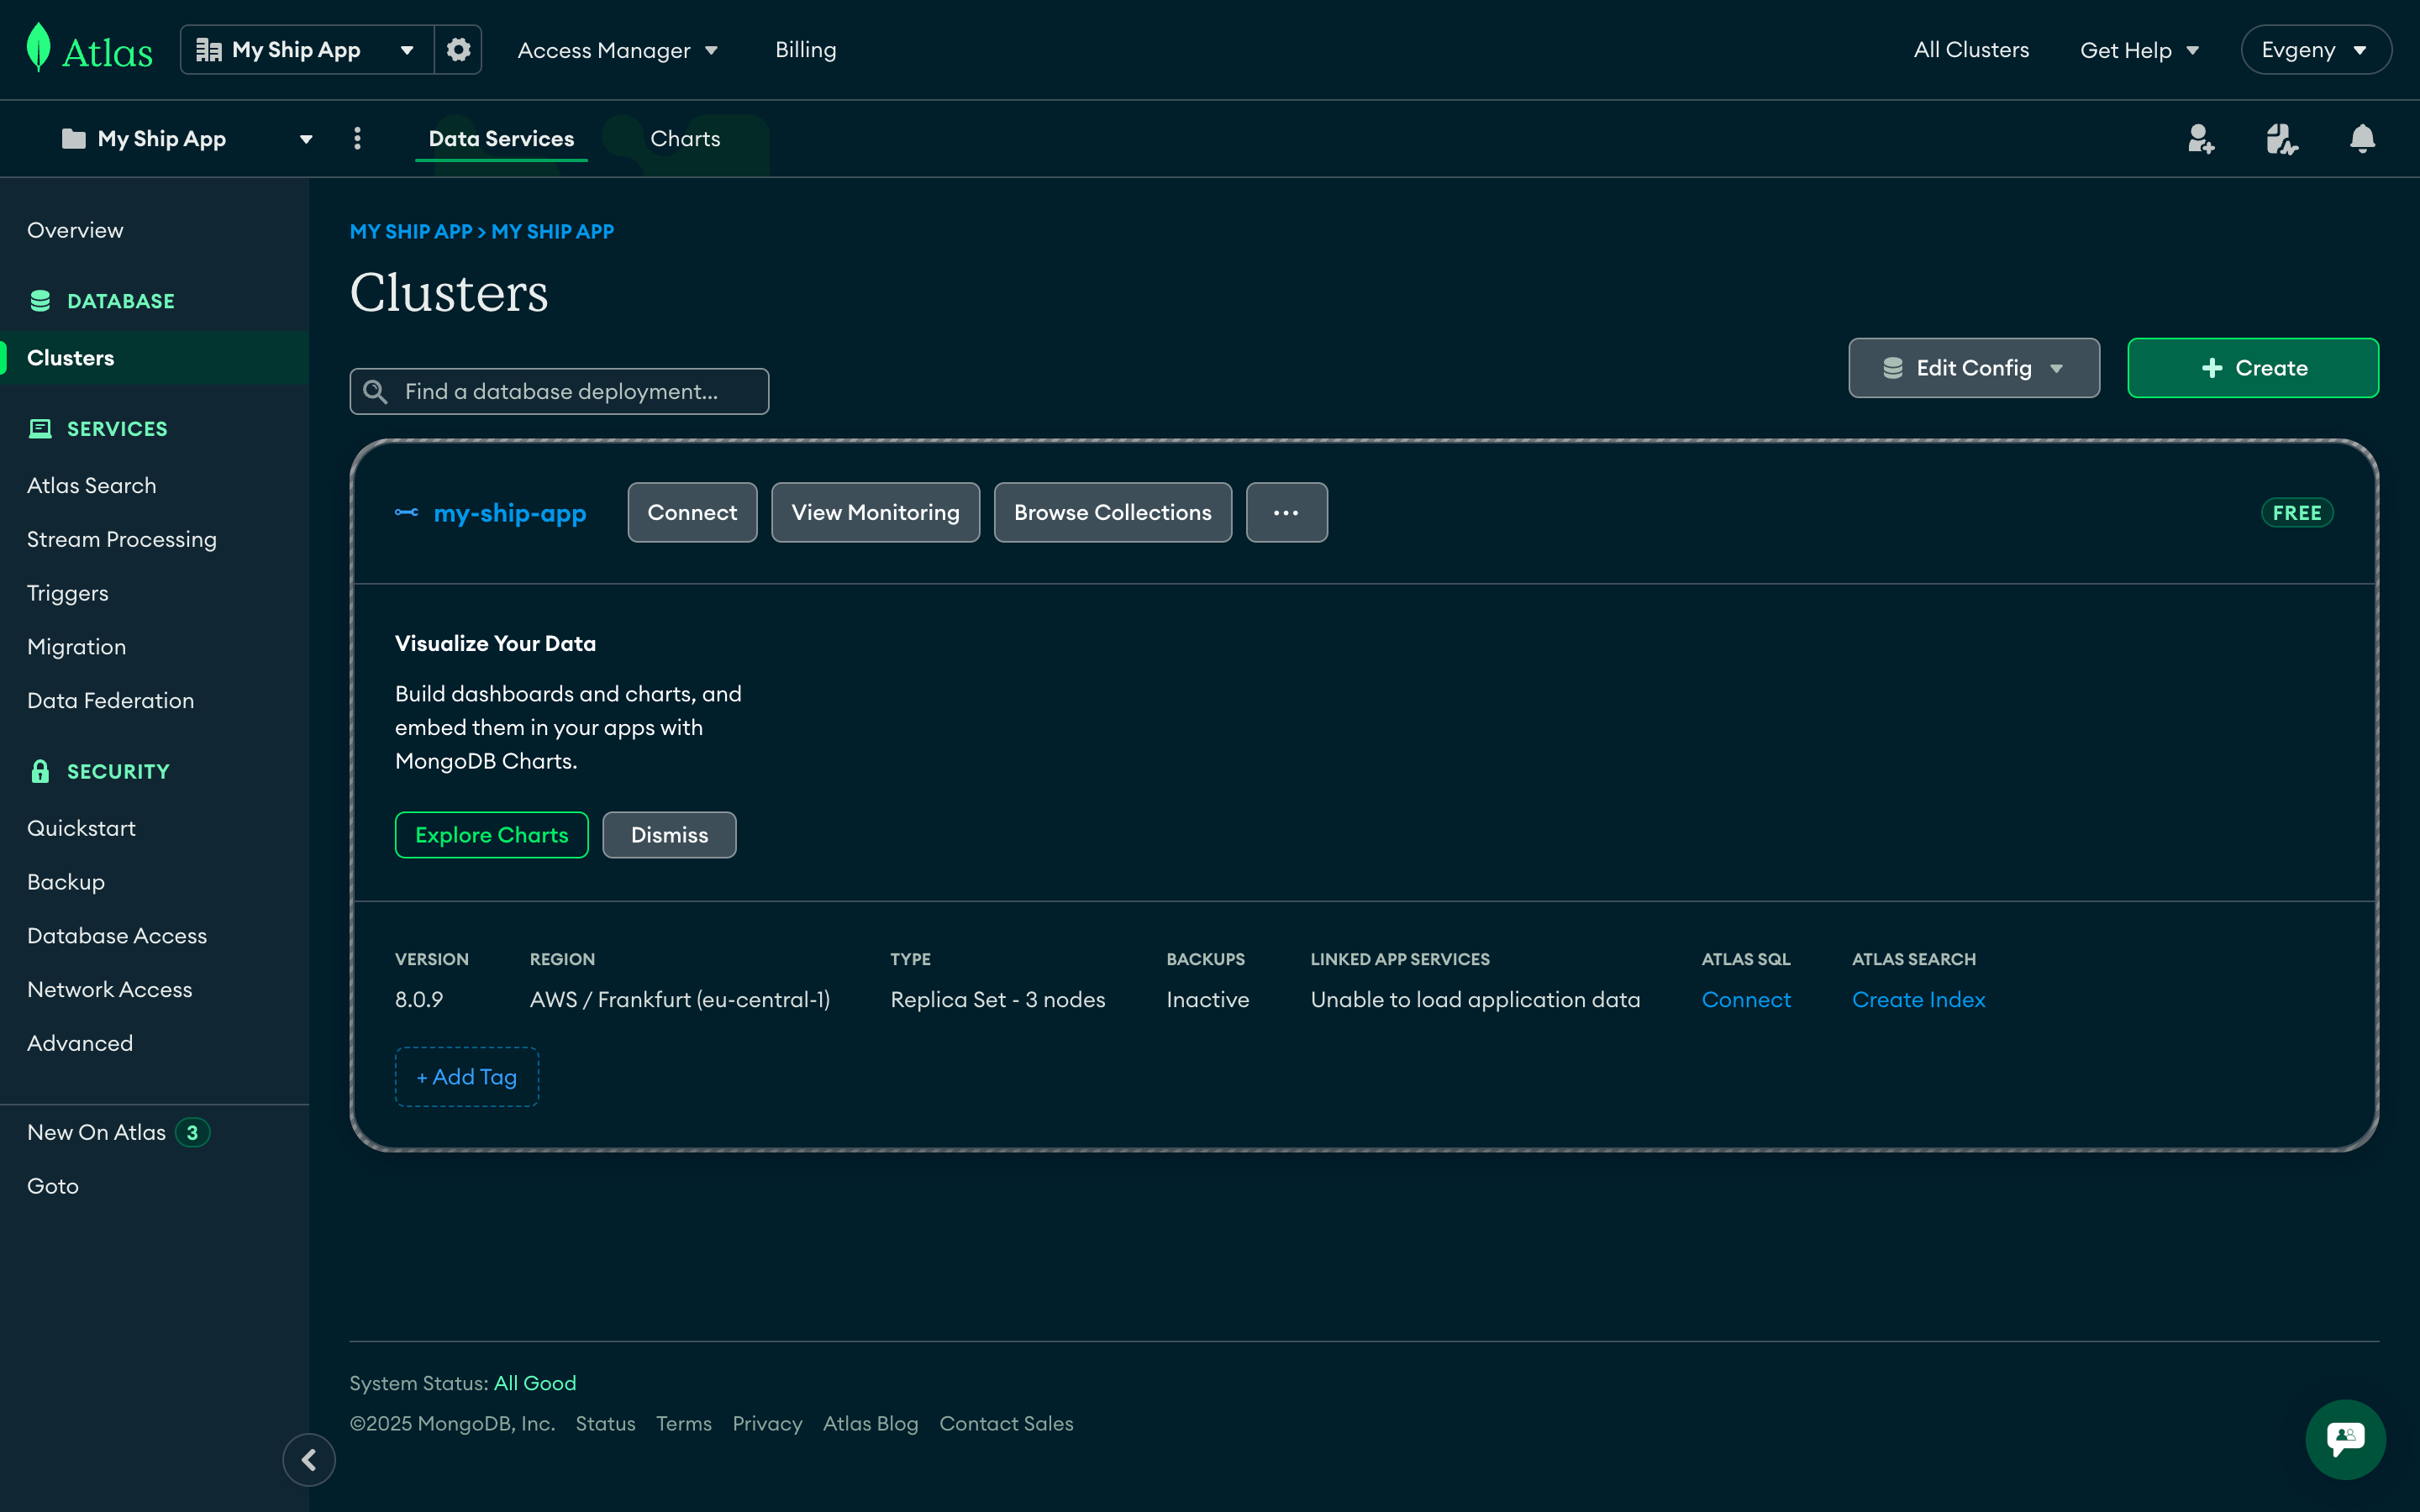 Atlas
My Ship App
Access Manager
Billing
All Clusters
Get Help
Evgeny
My Ship App
Data Services
Charts
Overview
DATABASE
Clusters
SERVICES
Atlas Search
Stream Processing
Triggers
Migration
Data Federation
SECURITY
Quickstart
Backup
Database Access
Network Access
Advanced
New On Atlas 3
Goto
MY SHIP APP > MY SHIP APP
Clusters
Find a database deployment...
Edit Config
+ Create
my-ship-app
Connect
View Monitoring
Browse Collections
...
FREE
Visualize Your Data
Build dashboards and charts, and
embed them in your apps with
MongoDB Charts.
Explore Charts
Dismiss
VERSION REGION TYPE BACKUPS LINKED APP SERVICES ATLAS SQL ATLAS SEARCH
8.0.9 AWS / Frankfurt (eu-central-1) Replica Set - 3 nodes Inactive Unable to load application data Connect Create Index
+ Add Tag
System Status: All Good
©2025 MongoDB, Inc. Status Terms Privacy Atlas Blog Contact Sales